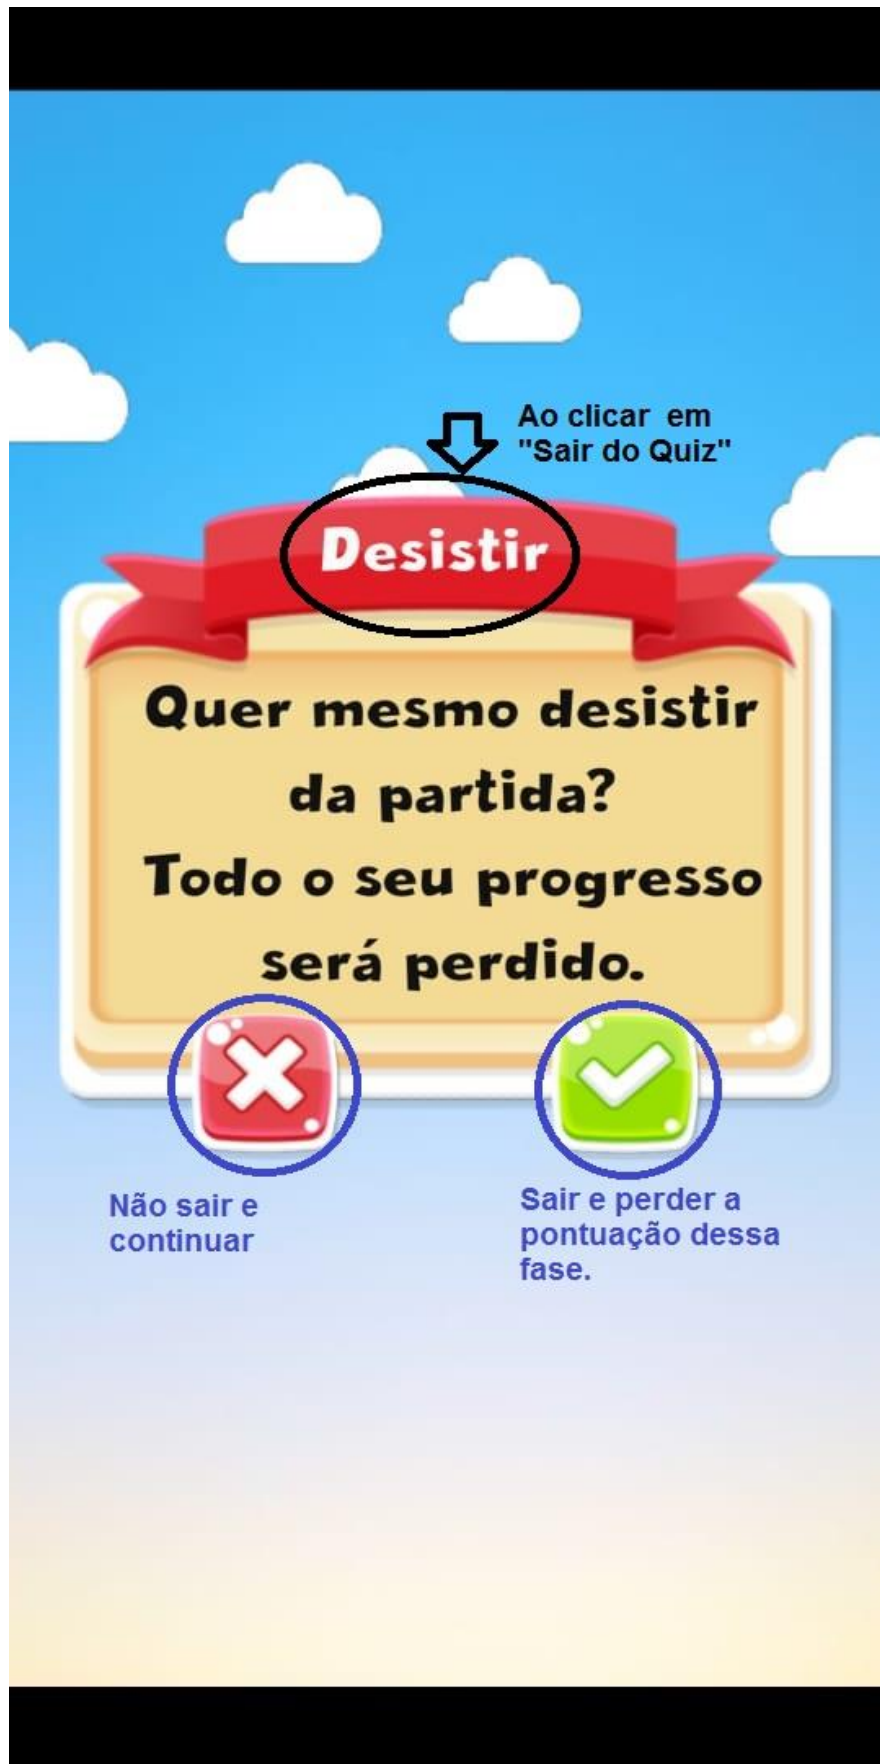 Ao clicar em
"Sair do Quiz"
Desistir
Quer mesmo desistir
da partida?
Todo o seu progresso
será perdido.
Não sair e
continuar
Sair e perder a
pontuação dessa
fase.